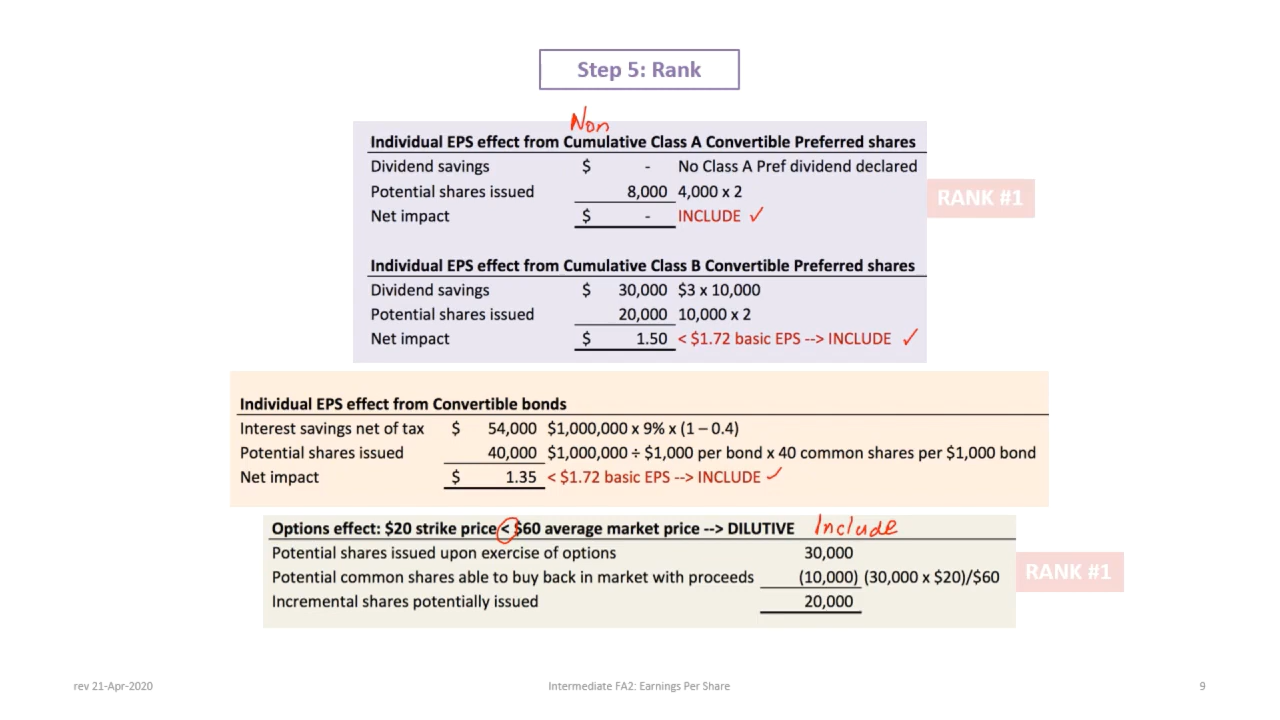 Step 5: Rank
Non
Individual EPS effect from Cumulative Class A Convertible Preferred shares
Dividend savings $ - No Class A Pref dividend declared
Potential shares issued 8,000 4,000 x 2
Net impact $ - INCLUDE ✓
RANK #1
Individual EPS effect from Cumulative Class B Convertible Preferred shares
Dividend savings $ 30,000 $3 x 10,000
Potential shares issued 20,000 10,000 x 2
Net impact $ 1.50 < $1.72 basic EPS --> INCLUDE ✓
Individual EPS effect from Convertible bonds
Interest savings net of tax $ 54,000 $1,000,000 x 9% x (1 – 0.4)
Potential shares issued 40,000 $1,000,000 ÷ $1,000 per bond x 40 common shares per $1,000 bond
Net impact $ 1.35 < $1.72 basic EPS --> INCLUDE ✓
Options effect: $20 strike price < $60 average market price --> DILUTIVE Include
Potential shares issued upon exercise of options 30,000
Potential common shares able to buy back in market with proceeds (10,000) (30,000 x $20)/$60
RANK #1
Incremental shares potentially issued 20,000
rev 21-Apr-2020 Intermediate FA2: Earnings Per Share 9